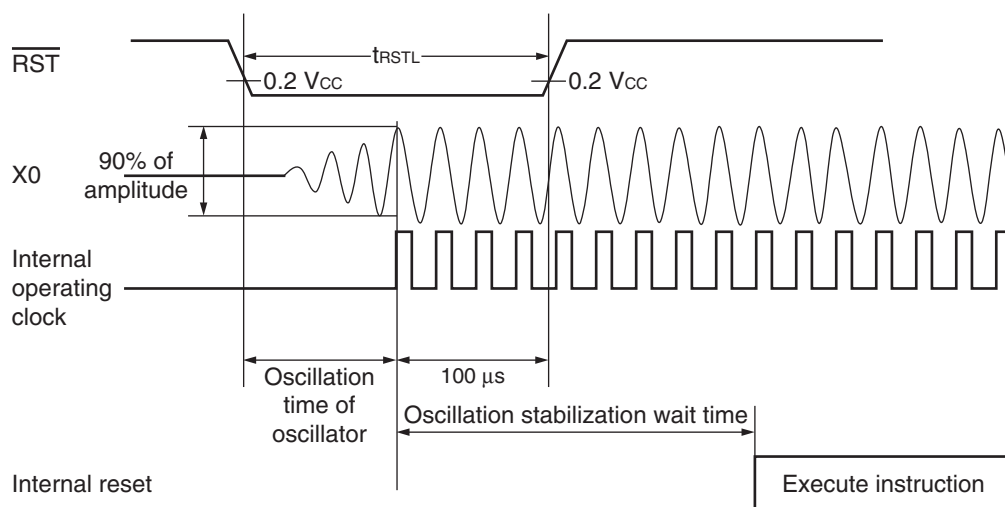 RST
tRSTL
0.2 VCC
0.2 VCC
X0
90% of
amplitude
Internal
operating
clock
Oscillation
time of
oscillator
100 μs
Oscillation stabilization wait time
Internal reset
Execute instruction